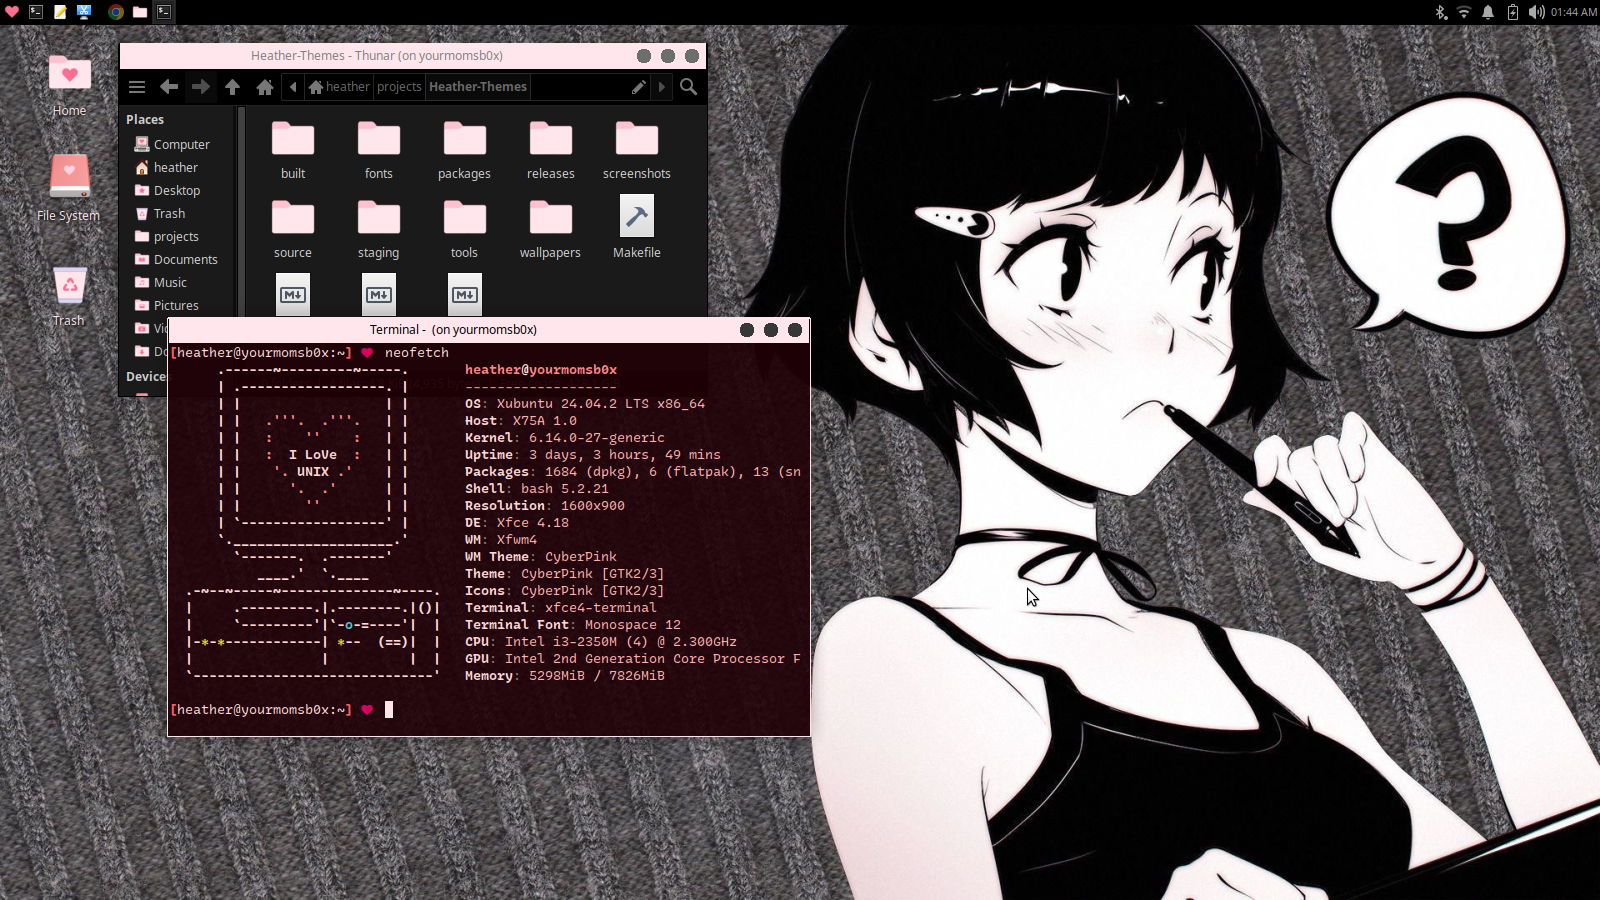 01:44 AM
Home
File System
Trash
Heather-Themes - Thunar (on yourmomsb0x)
heather projects Heather-Themes
Places
Computer
heather
Desktop
Trash
projects
Documents
Music
Pictures
Vi
Do
Devices
built fonts packages releases screenshots
source staging tools wallpapers Makefile
M M M
Terminal - (on yourmomsb0x)
[heather@yourmomsb0x:~] ❤ neofetch
heather@yourmomsb0x
-------------------
OS: Xubuntu 24.04.2 LTS x86_64
Host: X75A 1.0
Kernel: 6.14.0-27-generic
Uptime: 3 days, 3 hours, 49 mins
Packages: 1684 (dpkg), 6 (flatpak), 13 (sn
Shell: bash 5.2.21
Resolution: 1600x900
DE: Xfce 4.18
WM: Xfwm4
WM Theme: CyberPink
Theme: CyberPink [GTK2/3]
Icons: CyberPink [GTK2/3]
Terminal: xfce4-terminal
Terminal Font: Monospace 12
CPU: Intel i3-2350M (4) @ 2.300GHz
GPU: Intel 2nd Generation Core Processor F
Memory: 5298MiB / 7826MiB
I LoVe
UNIX
[heather@yourmomsb0x:~] ❤
?